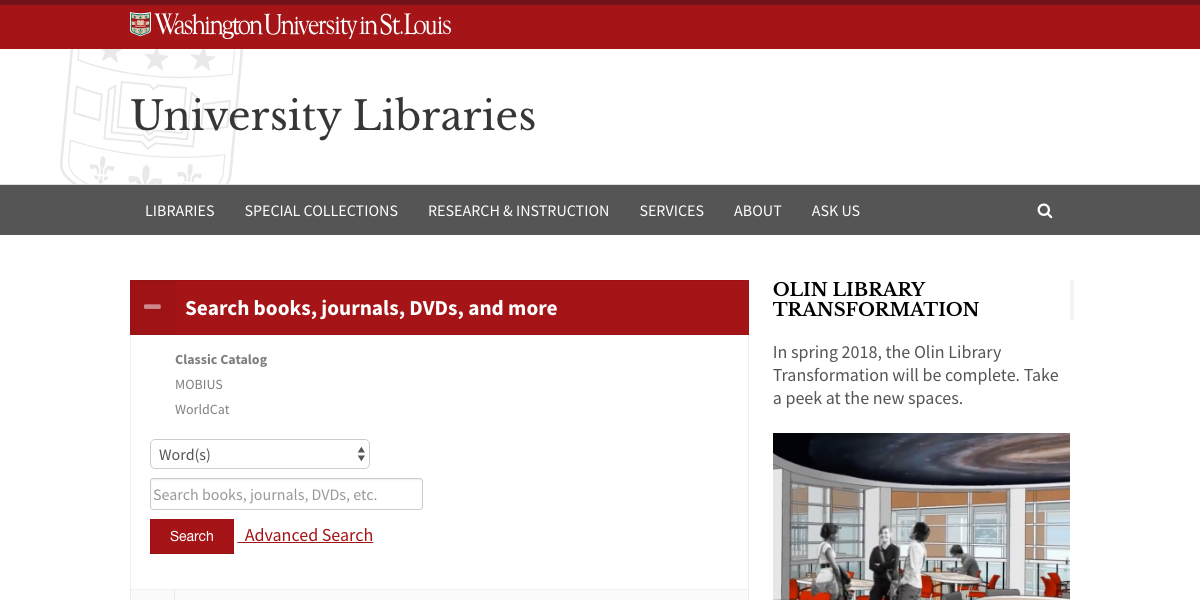 Washington University in St. Louis
University Libraries
LIBRARIES
SPECIAL COLLECTIONS
RESEARCH & INSTRUCTION
SERVICES
ABOUT
ASK US
Search books, journals, DVDs, and more
Classic Catalog
MOBIUS
WorldCat
Word(s)
Search books, journals, DVDs, etc.
Search
Advanced Search
OLIN LIBRARY
TRANSFORMATION
In spring 2018, the Olin Library
Transformation will be complete. Take
a peek at the new spaces.